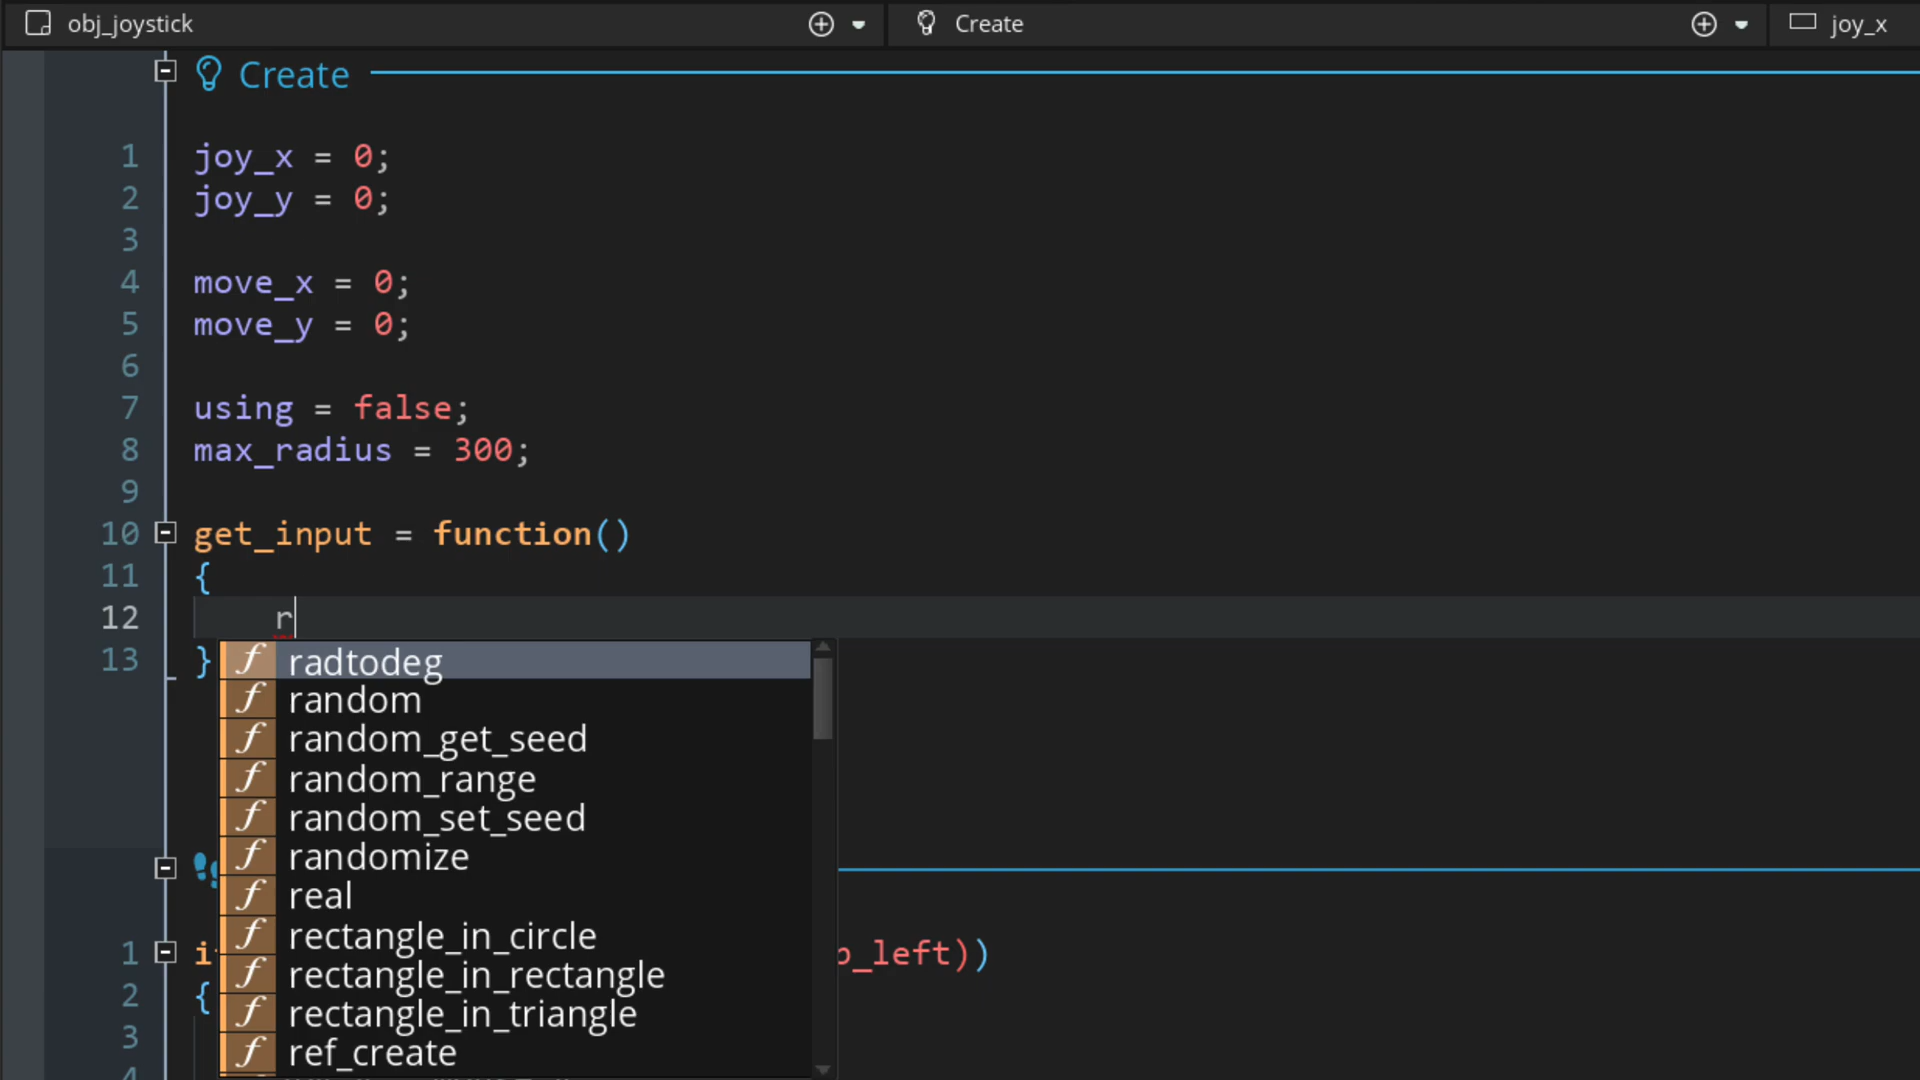 obj_joystick Create joy_x
Create
1 joy_x = 0;
2 joy_y = 0;
3
4 move_x = 0;
5 move_y = 0;
6
7 using = false;
8 max_radius = 300;
9
10 get_input = function()
11 {
12 r
13 }
f radtodeg
f random
f random_get_seed
f random_range
f random_set_seed
f randomize
f real
f rectangle_in_circle
1 i _left))
f rectangle_in_rectangle
2 {
f rectangle_in_triangle
3
f ref_create
4